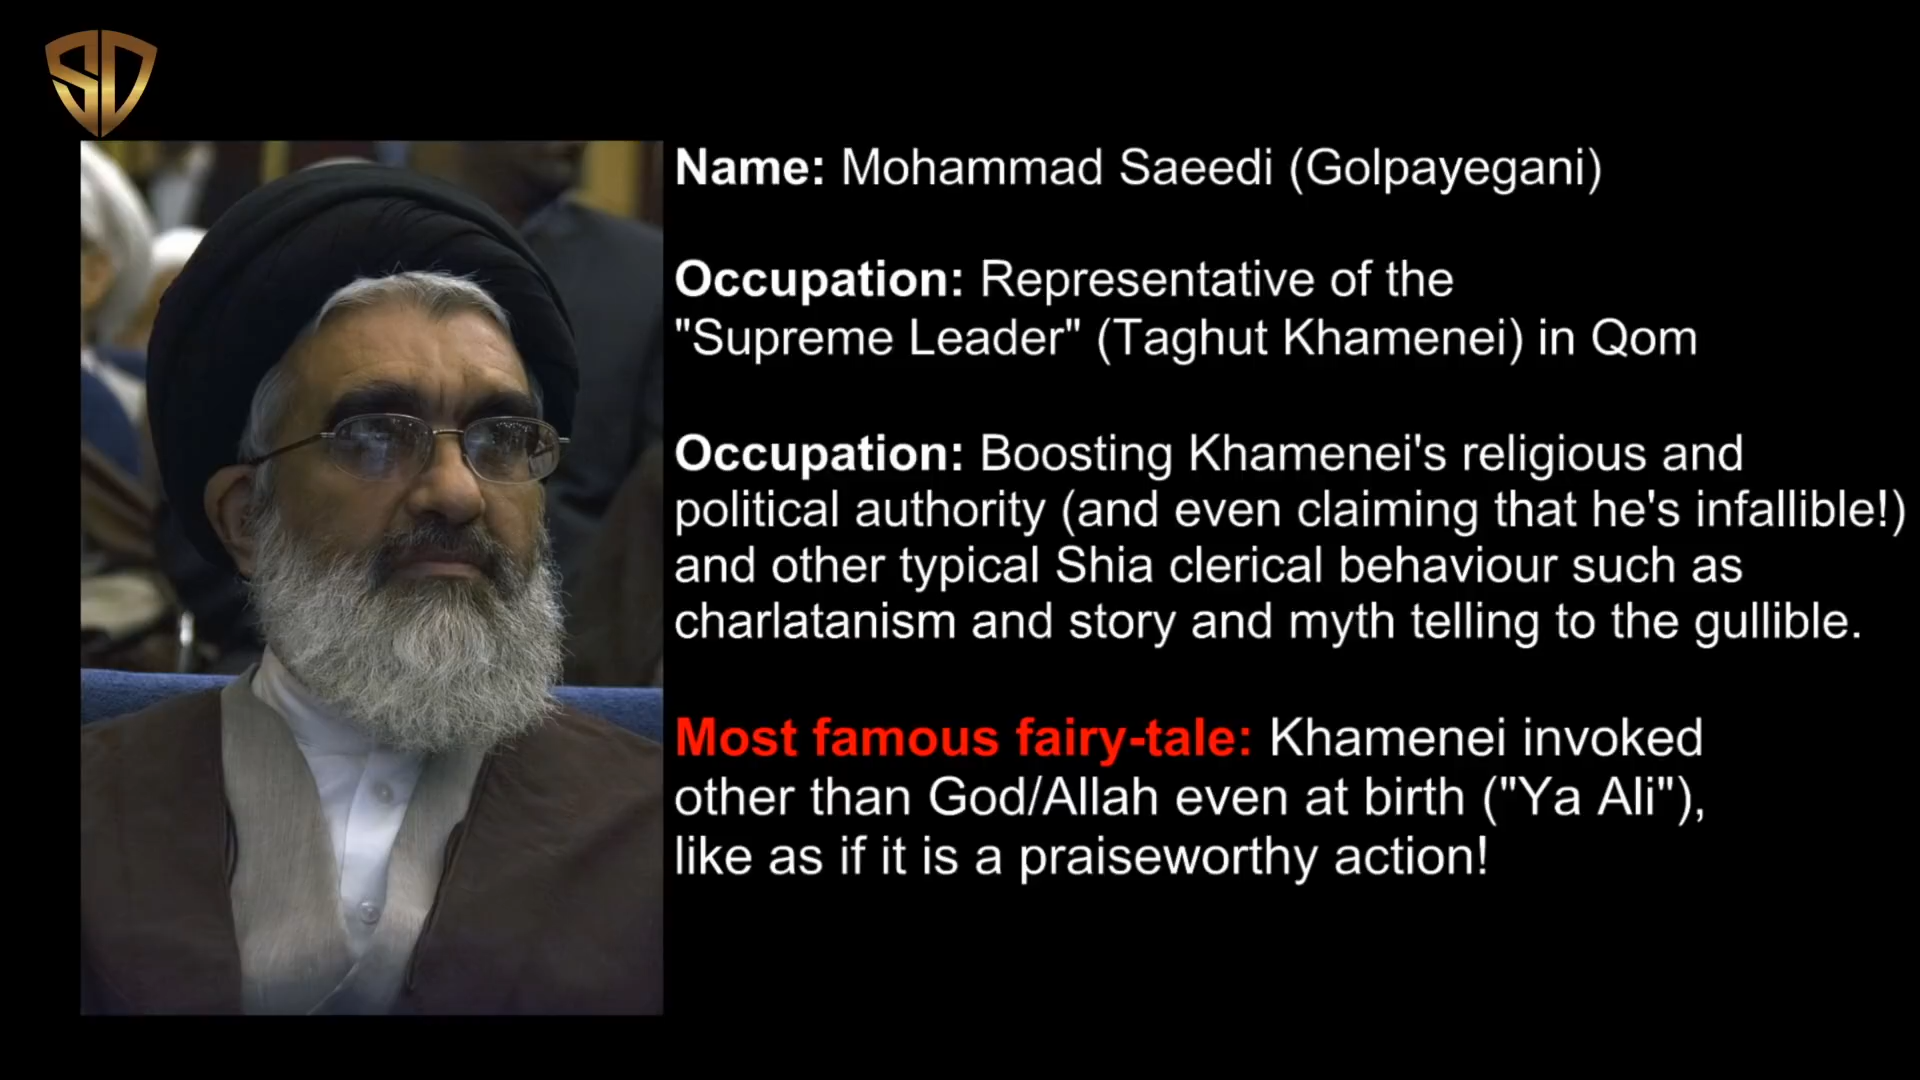 SD
Name: Mohammad Saeedi (Golpayegani)
Occupation: Representative of the
"Supreme Leader" (Taghut Khamenei) in Qom
Occupation: Boosting Khamenei's religious and
political authority (and even claiming that he's infallible!)
and other typical Shia clerical behaviour such as
charlatanism and story and myth telling to the gullible.
Most famous fairy-tale: Khamenei invoked
other than God/Allah even at birth ("Ya Ali"),
like as if it is a praiseworthy action!